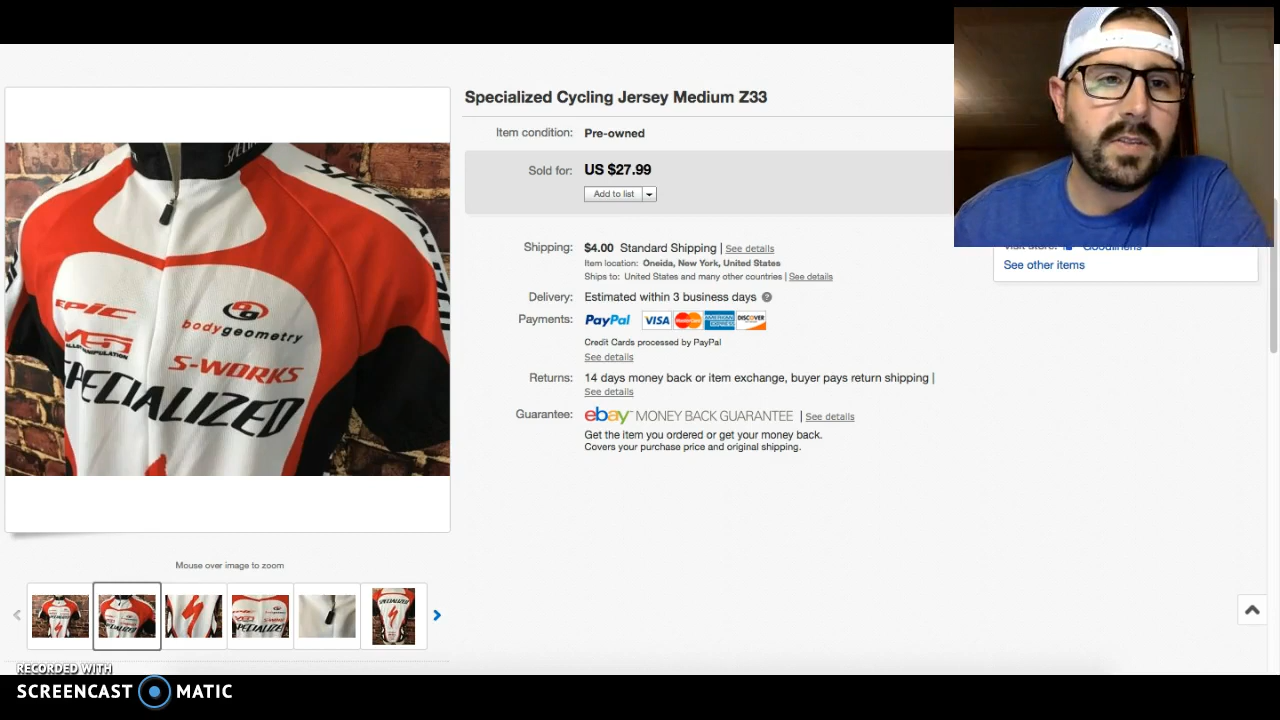 Specialized Cycling Jersey Medium Z33
Item condition: Pre-owned
Sold for: US $27.99
Add to list
Shipping: $4.00 Standard Shipping | See details
Item location: Oneida, New York, United States
Ships to: United States and many other countries | See details
Delivery: Estimated within 3 business days ?
Payments: PayPal VISA MasterCard AMERICAN EXPRESS DISCOVER
Credit Cards processed by PayPal
See details
Returns: 14 days money back or item exchange, buyer pays return shipping |
See details
Guarantee: ebay MONEY BACK GUARANTEE | See details
Get the item you ordered or get your money back.
Covers your purchase price and original shipping.
See other items
EPIC
bodygeometry
S-WORKS
SPECIALIZED
Mouse over image to zoom
RECORDED WITH
SCREENCAST MATIC